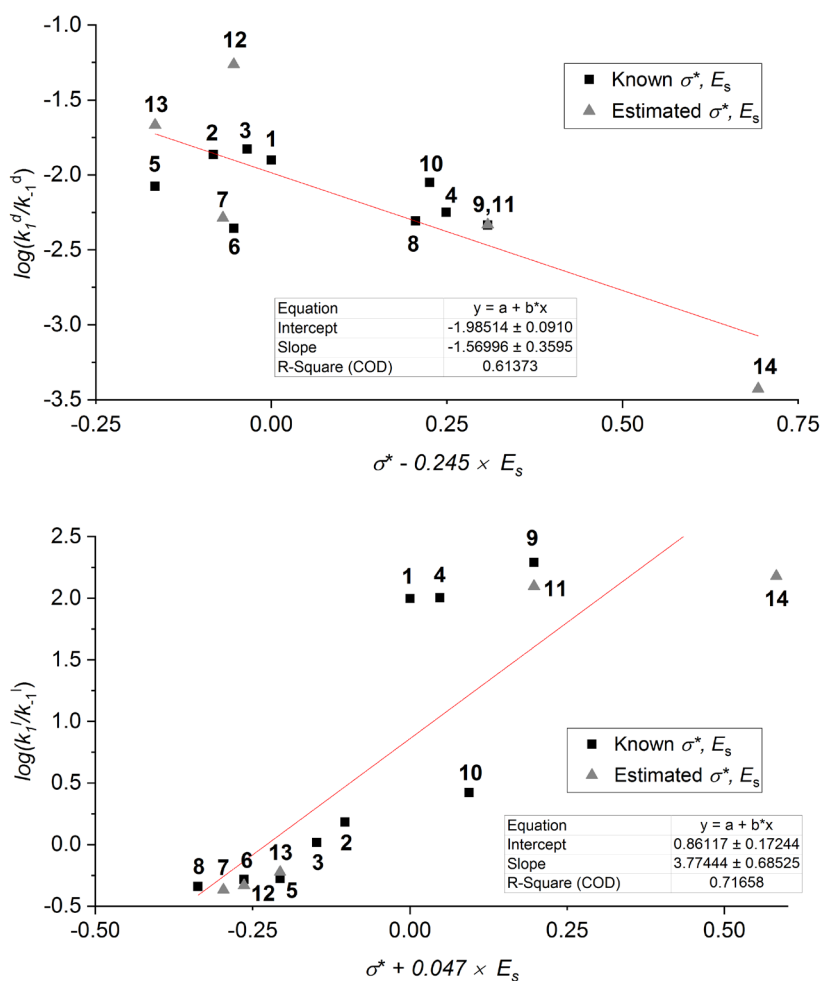 -1.0
12
Known σ*, Es
Estimated σ*, Es
-1.5
13
2
3
1
5
10
-2.0
7
4
9,11
6
8
log(k1^d/k-1^d)
-2.5
Equation y = a + b*x
Intercept -1.98514 ± 0.0910
Slope -1.56996 ± 0.3595
R-Square (COD) 0.61373
-3.0
14
-3.5
-0.25 0.00 0.25 0.50 0.75
σ* - 0.245 × Es
2.5
9
1
4
2.0
11
14
1.5
log(k1^l/k-1^l)
1.0
Known σ*, Es
Estimated σ*, Es
10
0.5
Equation y = a + b*x
Intercept 0.86117 ± 0.17244
Slope 3.77444 ± 0.68525
R-Square (COD) 0.71658
0.0
13
2
3
8
7
6
12
5
-0.5
-0.50 -0.25 0.00 0.25 0.50
σ* + 0.047 × Es